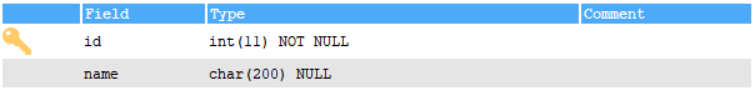 Field Type Comment
id int(11) NOT NULL
name char(200) NULL